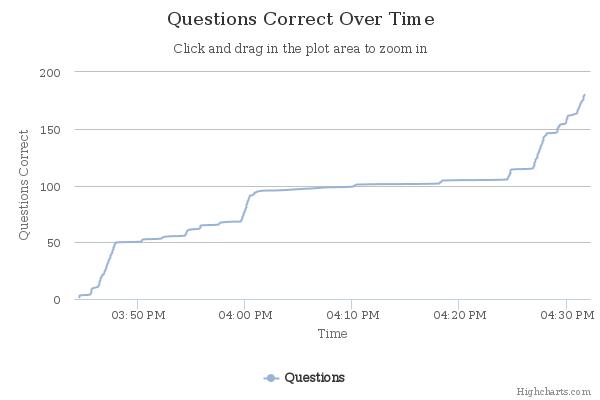 Questions Correct Over Time
Click and drag in the plot area to zoom in
Questions Correct
200
150
100
50
0
03:50 PM 04:00 PM 04:10 PM 04:20 PM 04:30 PM
Time
Questions
Highcharts.com